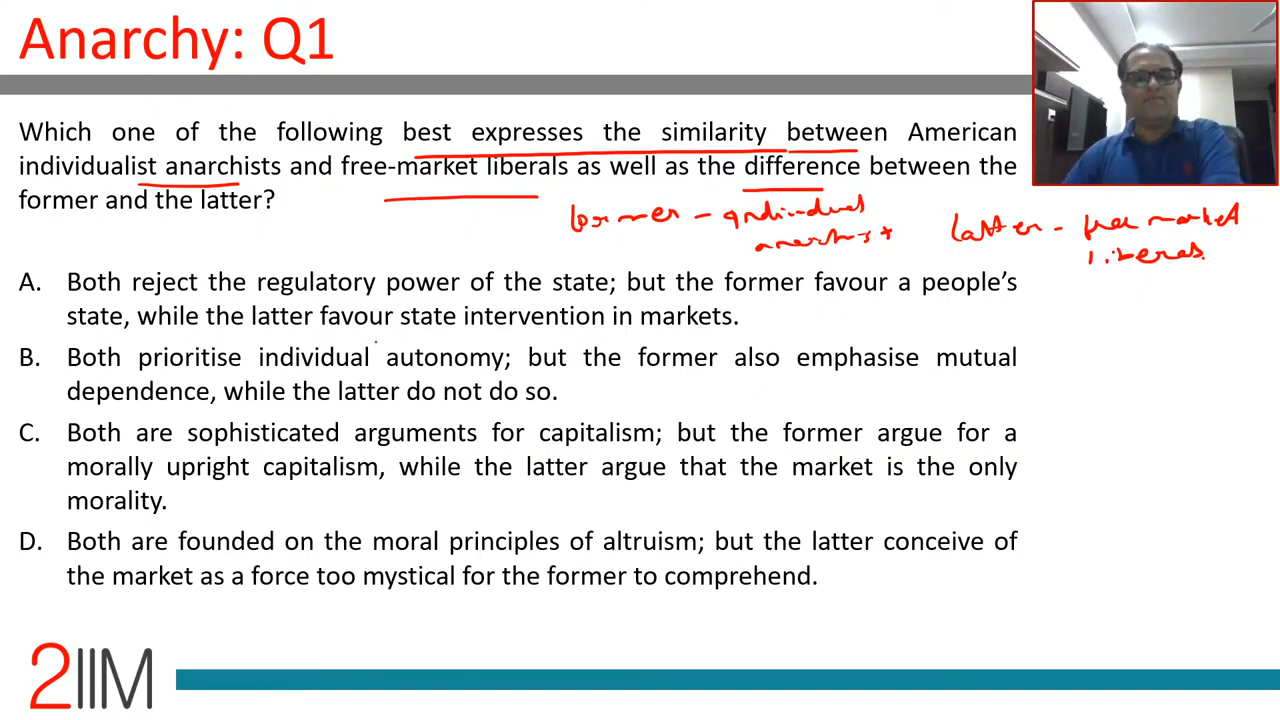 Anarchy: Q1
Which one of the following best expresses the similarity between American
individualist anarchists and free-market liberals as well as the difference between the
former and the latter?
former - individual
anarchist
latter - free market
liberals.
A. Both reject the regulatory power of the state; but the former favour a people’s
state, while the latter favour state intervention in markets.
B. Both prioritise individual autonomy; but the former also emphasise mutual
dependence, while the latter do not do so.
C. Both are sophisticated arguments for capitalism; but the former argue for a
morally upright capitalism, while the latter argue that the market is the only
morality.
D. Both are founded on the moral principles of altruism; but the latter conceive of
the market as a force too mystical for the former to comprehend.
2IIM